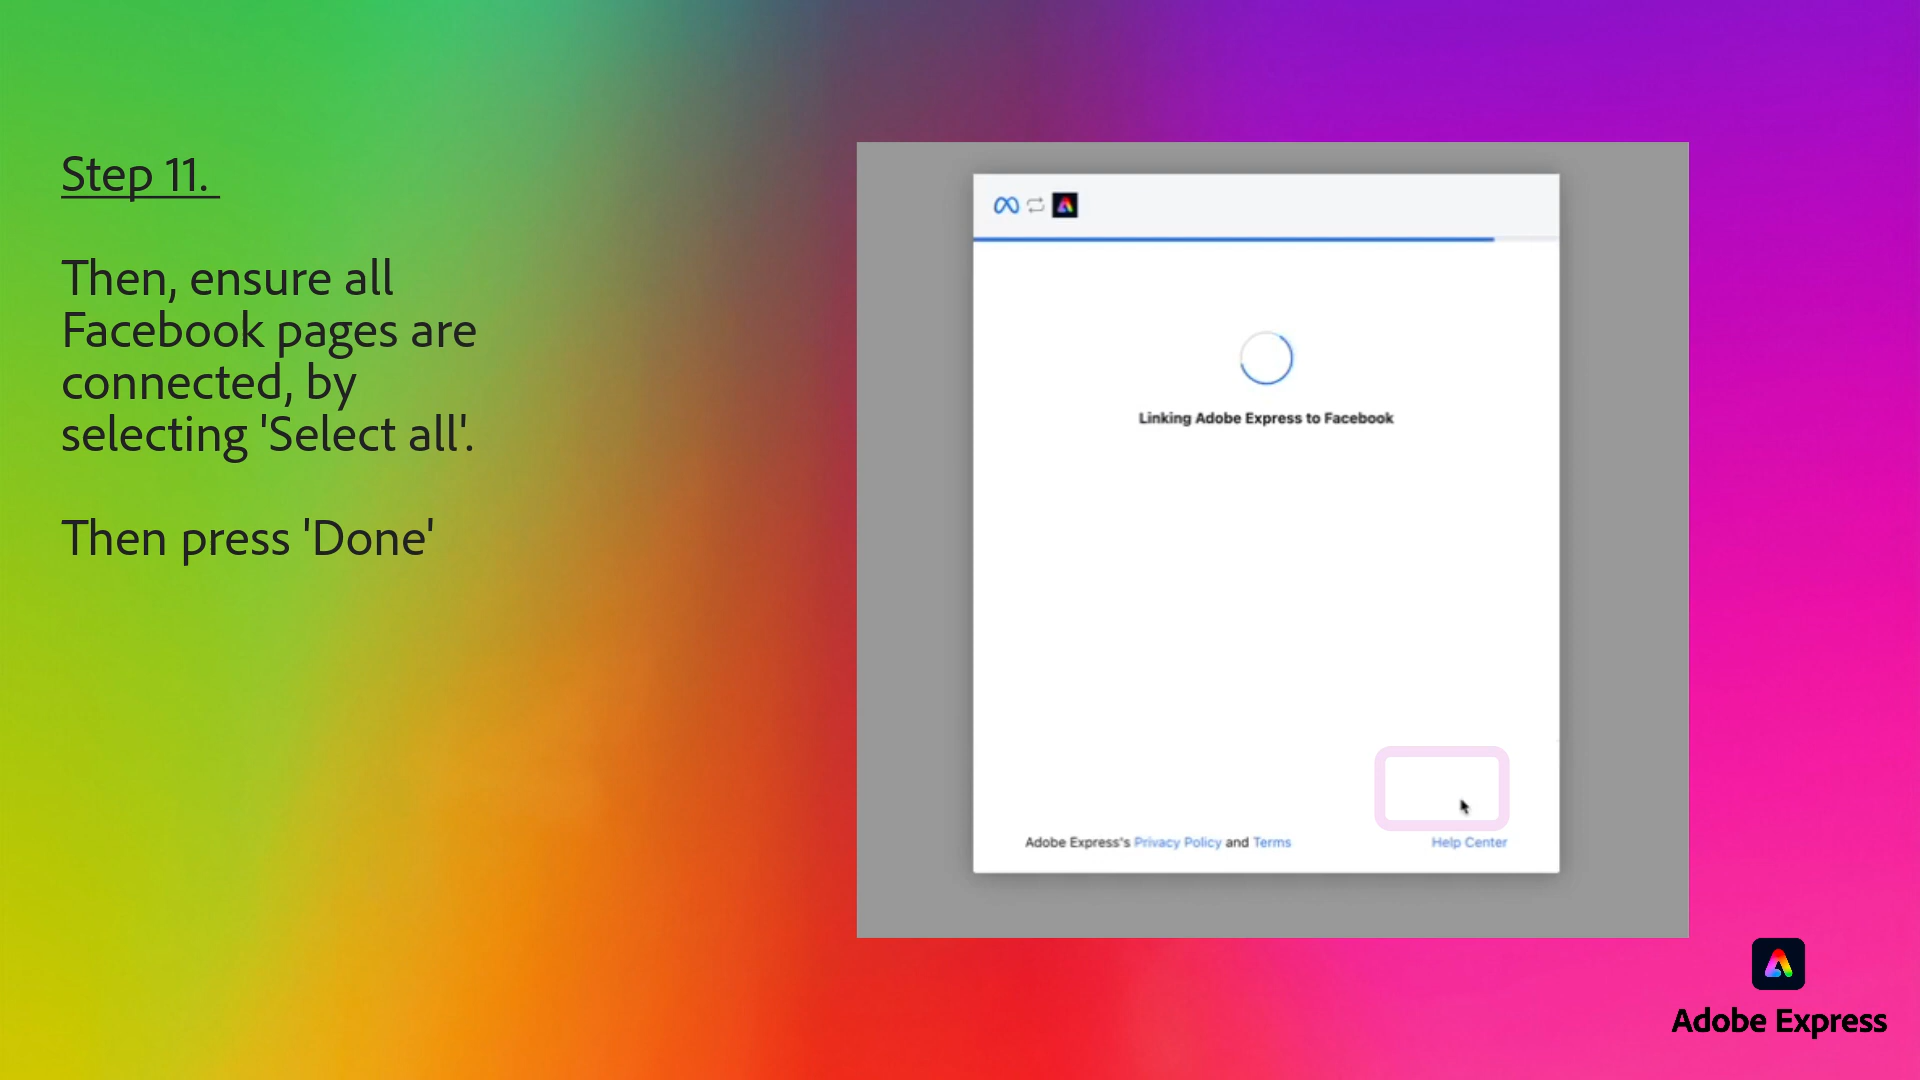 Step 11.
Then, ensure all
Facebook pages are
connected, by
selecting 'Select all'.
Then press 'Done'
Linking Adobe Express to Facebook
Adobe Express's Privacy Policy and Terms
Help Center
Adobe Express